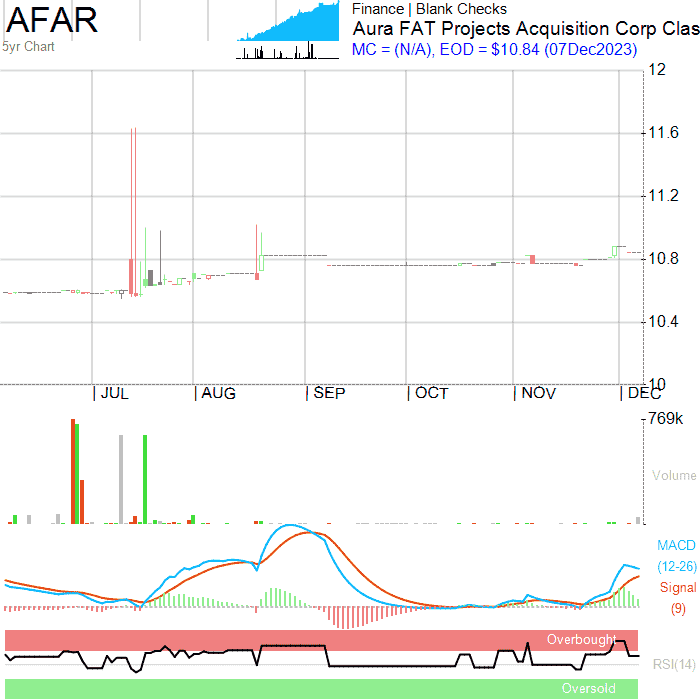 AFAR
5yr Chart
Finance | Blank Checks
Aura FAT Projects Acquisition Corp Clas
MC = (N/A), EOD = $10.84 (07Dec2023)
12
11.6
11.2
10.8
10.4
10
JUL
AUG
SEP
OCT
NOV
DEC
769k
Volume
MACD
(12-26)
Signal
(9)
Overbought
RSI(14)
Oversold